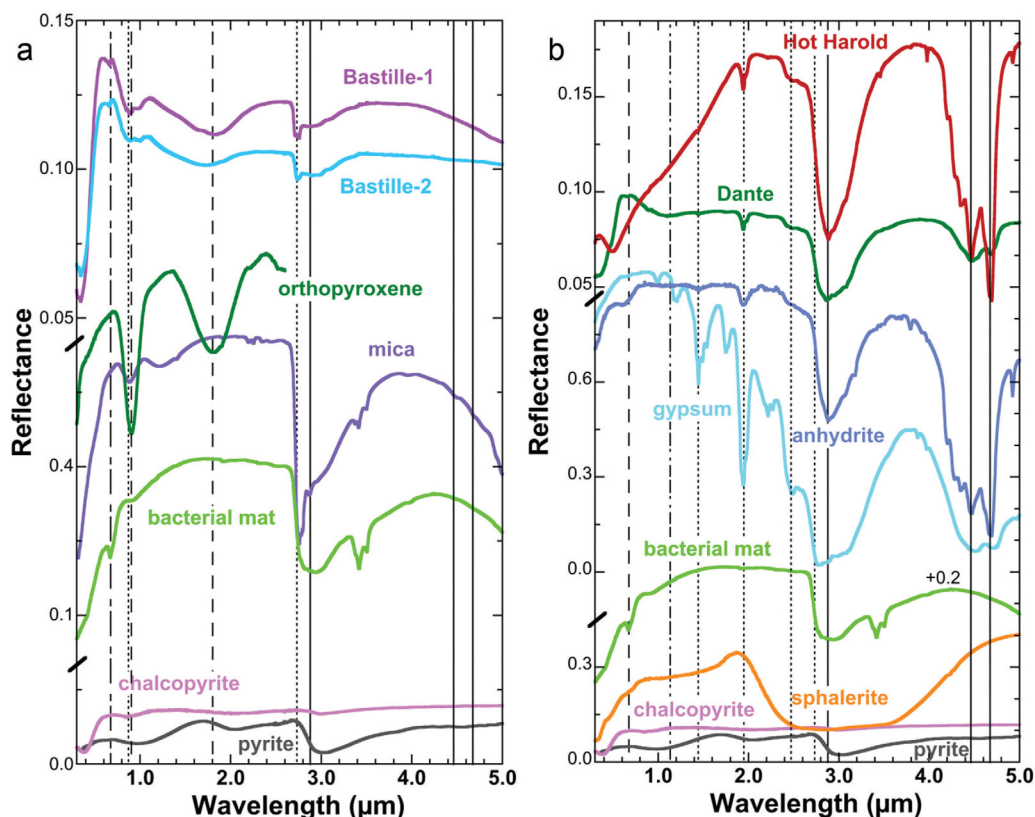 a
0.15
0.10
0.05
0.4
0.1
0.0
Reflectance
Bastille-1
Bastille-2
orthopyroxene
mica
bacterial mat
chalcopyrite
pyrite
1.0 2.0 3.0 4.0 5.0
Wavelength (µm)
b
0.15
0.10
0.05
0.6
0.3
0.0
0.3
0.0
Reflectance
Hot Harold
Dante
gypsum
anhydrite
bacterial mat
+0.2
sphalerite
chalcopyrite
pyrite
1.0 2.0 3.0 4.0 5.0
Wavelength (µm)